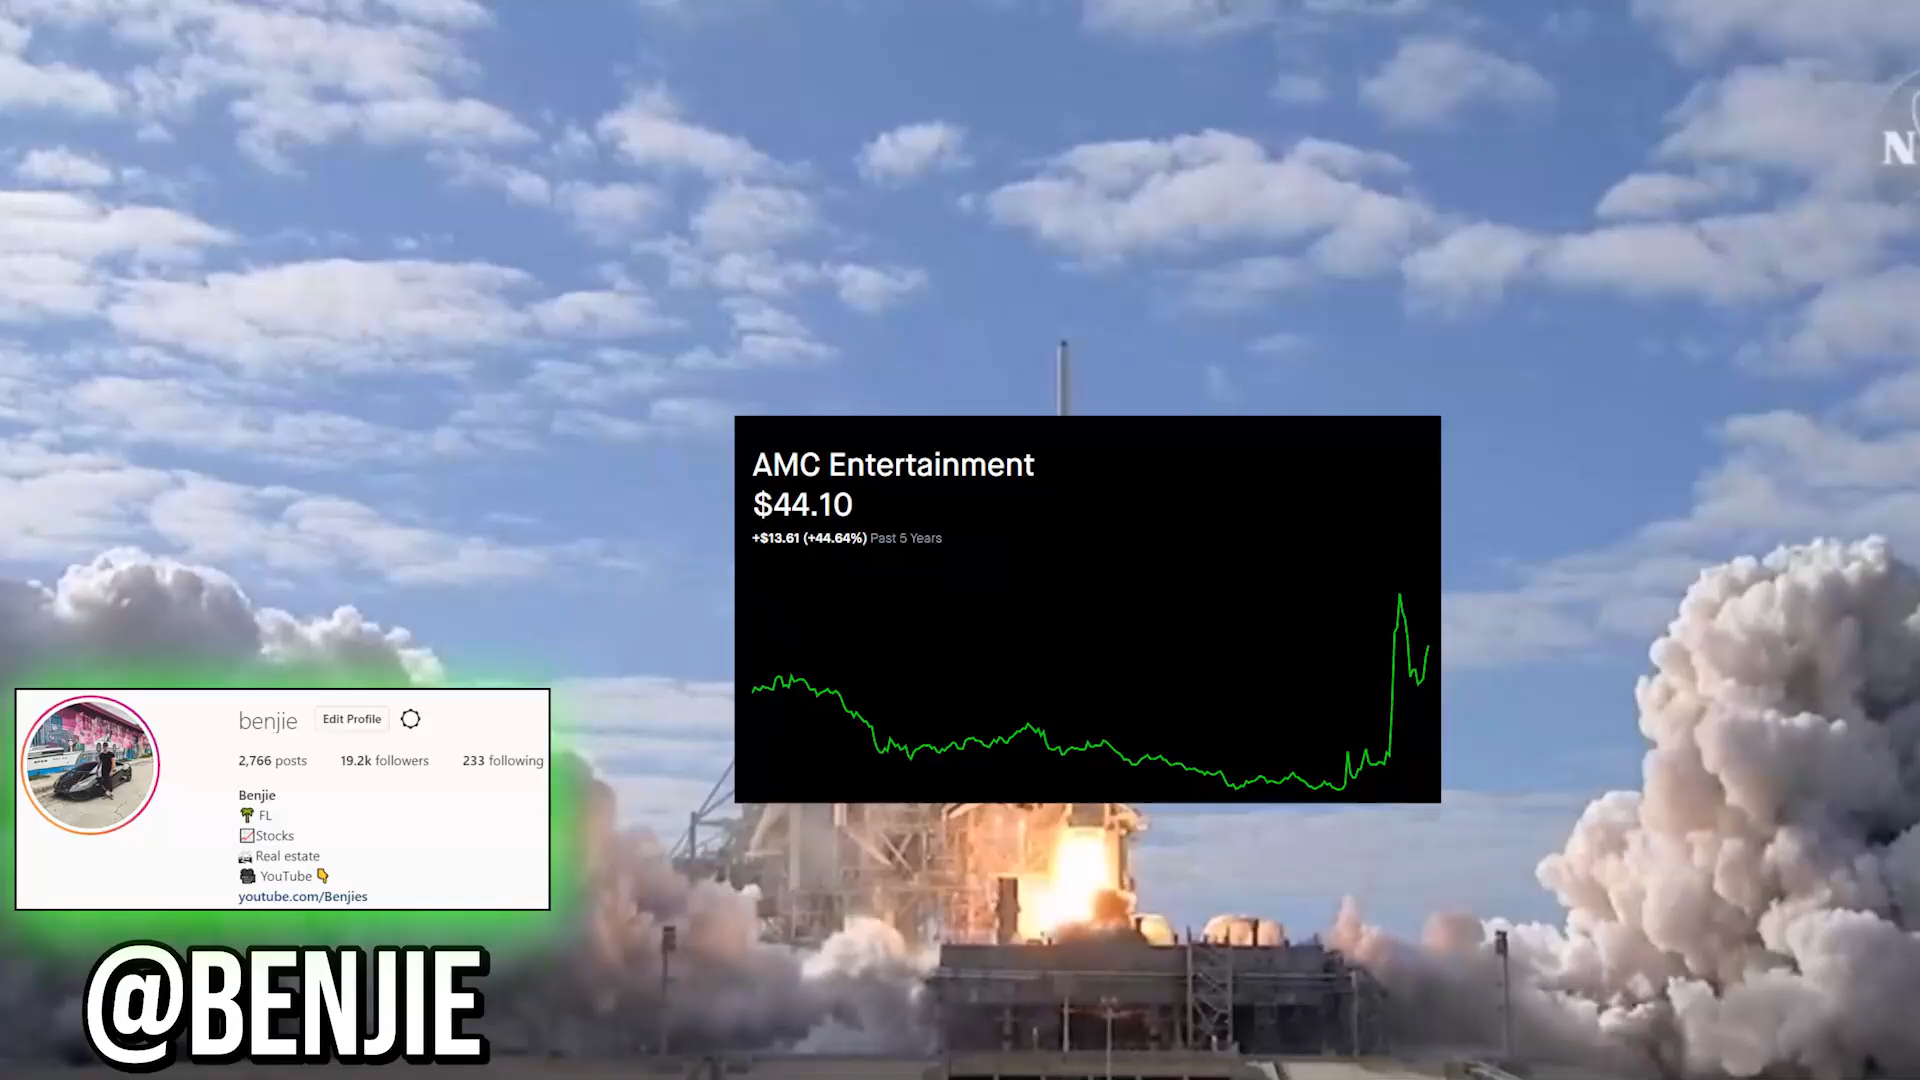 AMC Entertainment
$44.10
+$13.61 (+44.64%) Past 5 Years
benjie Edit Profile
2,766 posts 19.2k followers 233 following
Benjie
FL
Stocks
Real estate
YouTube
youtube.com/Benjies
@BENJIE